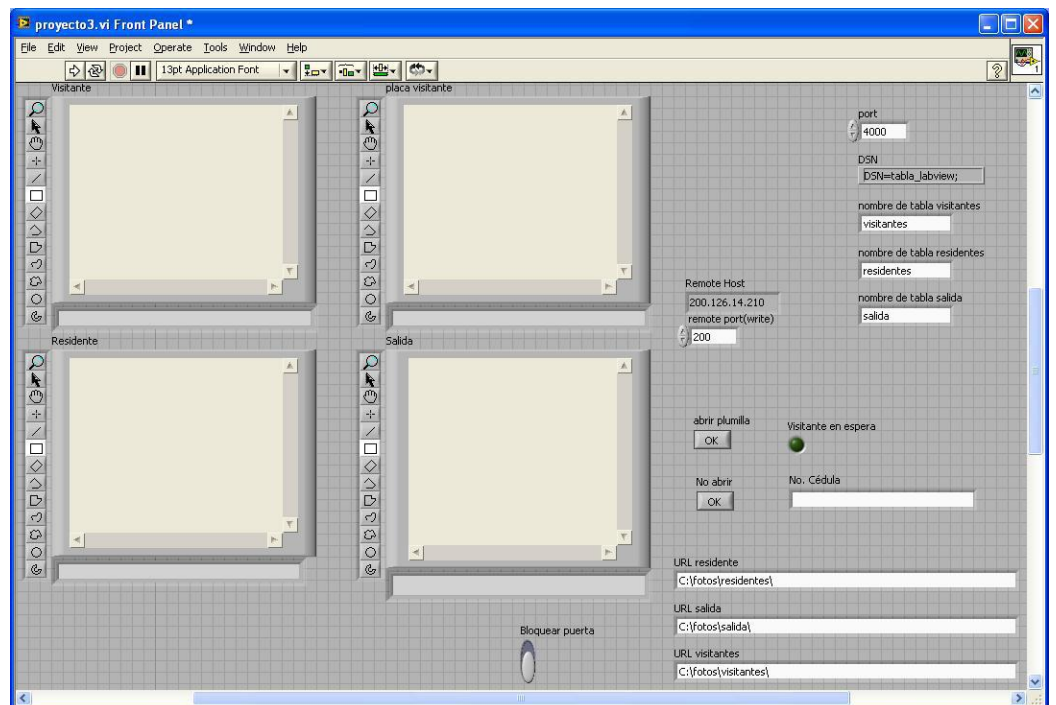 proyecto3.vi Front Panel *
File Edit View Project Operate Tools Window Help
13pt Application Font
1
Visitante
placa visitante
port
4000
DSN
DSN=tabla_labview;
nombre de tabla visitantes
visitantes
nombre de tabla residentes
residentes
nombre de tabla salida
salida
Remote Host
200.126.14.210
remote port(write)
200
Residente
Salida
abrir plumilla
OK
Visitante en espera
No abrir
OK
No. Cédula
URL residente
C:\fotos\residentes\
URL salida
C:\fotos\salida\
Bloquear puerta
URL visitantes
C:\fotos\visitantes\